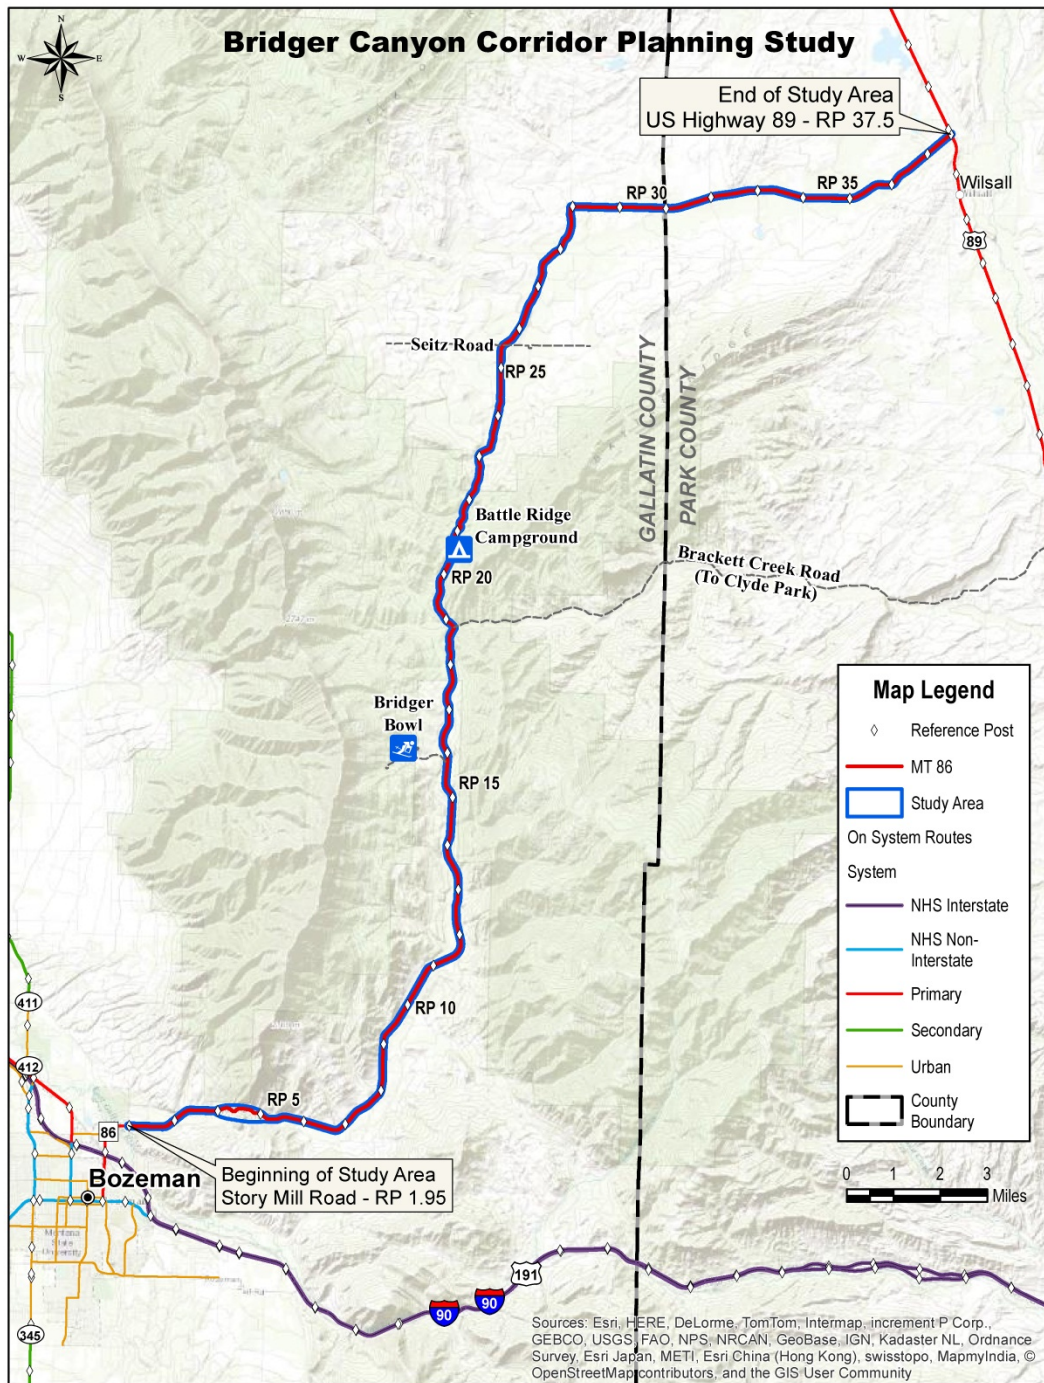 Bridger Canyon Corridor Planning Study
N
W
E
S
End of Study Area
US Highway 89 - RP 37.5
RP 30
RP 35
Wilsall
89
Seitz Road
RP 25
GALLATIN COUNTY
PARK COUNTY
Battle Ridge
Campground
RP 20
Brackett Creek Road
(To Clyde Park)
Bridger
Bowl
RP 15
RP 10
RP 5
411
412
86
Bozeman
Beginning of Study Area
Story Mill Road - RP 1.95
Montana
State
University
345
90
90
191
Map Legend
Reference Post
MT 86
Study Area
On System Routes
System
NHS Interstate
NHS Non-
Interstate
Primary
Secondary
Urban
County
Boundary
0 1 2 3
Miles
Sources: Esri, HERE, DeLorme, TomTom, Intermap, increment P Corp.,
GEBCO, USGS, FAO, NPS, NRCAN, GeoBase, IGN, Kadaster NL, Ordnance
Survey, Esri Japan, METI, Esri China (Hong Kong), swisstopo, MapmyIndia, ©
OpenStreetMap contributors, and the GIS User Community